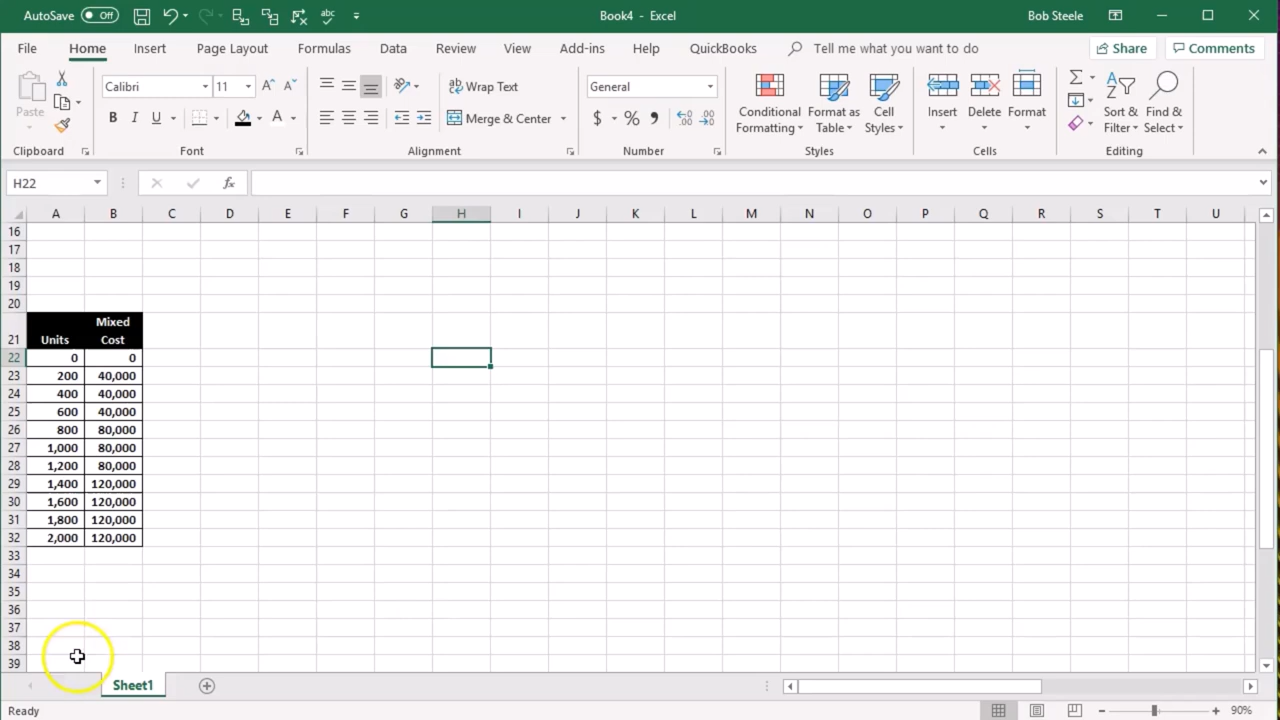 AutoSave Off abc Book4 - Excel Bob Steele
File Home Insert Page Layout Formulas Data Review View Add-ins Help QuickBooks Tell me what you want to do Share Comments
Calibri 11 A A Wrap Text General
Paste B I U A Merge & Center $ % Conditional Formatting Format as Table Cell Styles Insert Delete Format Sort & Filter Find & Select
Clipboard Font Alignment Number Styles Cells Editing
H22 fx
A B C D E F G H I J K L M N O P Q R S T U
16
17
18
19
20
Mixed
21 Units Cost
22 0 0
23 200 40,000
24 400 40,000
25 600 40,000
26 800 80,000
27 1,000 80,000
28 1,200 80,000
29 1,400 120,000
30 1,600 120,000
31 1,800 120,000
32 2,000 120,000
33
34
35
36
37
38
39
Sheet1
Ready 90%